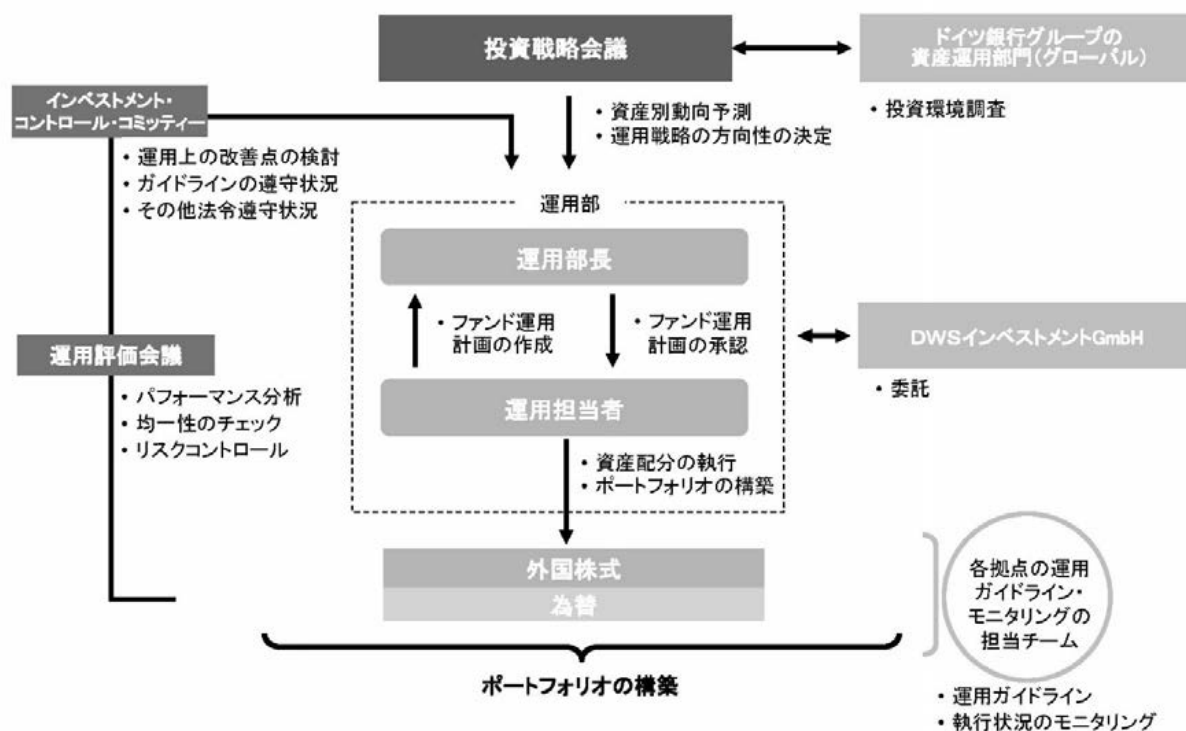 投資戦略会議
ドイツ銀行グループの
資産運用部門(グローバル)
・投資環境調査
・資産別動向予測
・運用戦略の方向性の決定
インベストメント・
コントロール・コミッティー
・運用上の改善点の検討
・ガイドラインの遵守状況
・その他法令遵守状況
運用部
運用部長
・ファンド運用
計画の作成
・ファンド運用
計画の承認
運用担当者
DWSインベストメントGmbH
・委託
運用評価会議
・パフォーマンス分析
・均一性のチェック
・リスクコントロール
・資産配分の執行
・ポートフォリオの構築
外国株式
為替
ポートフォリオの構築
各拠点の運用
ガイドライン・
モニタリングの
担当チーム
・運用ガイドライン
・執行状況のモニタリング